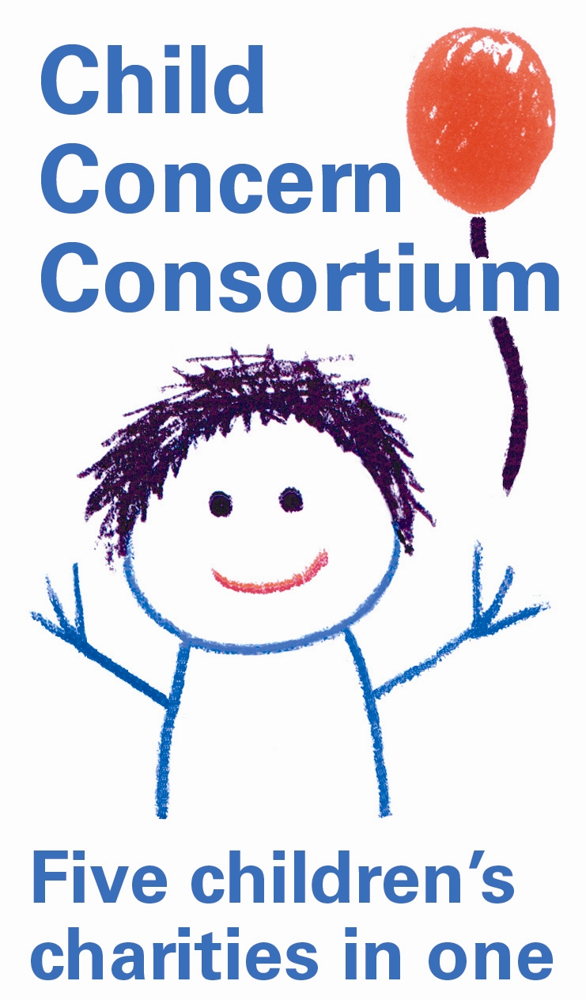 Child
Concern
Consortium
Five children’s
charities in one